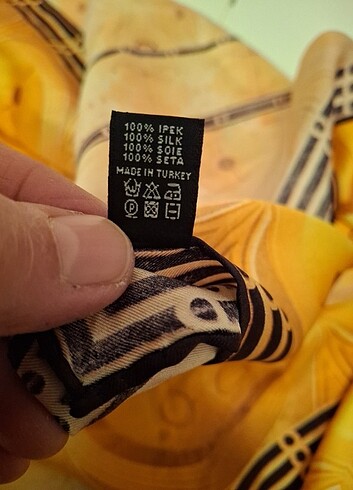 100% IPEK
100% SILK
100% SOIE
100% SETA
MADE IN TURKEY
P